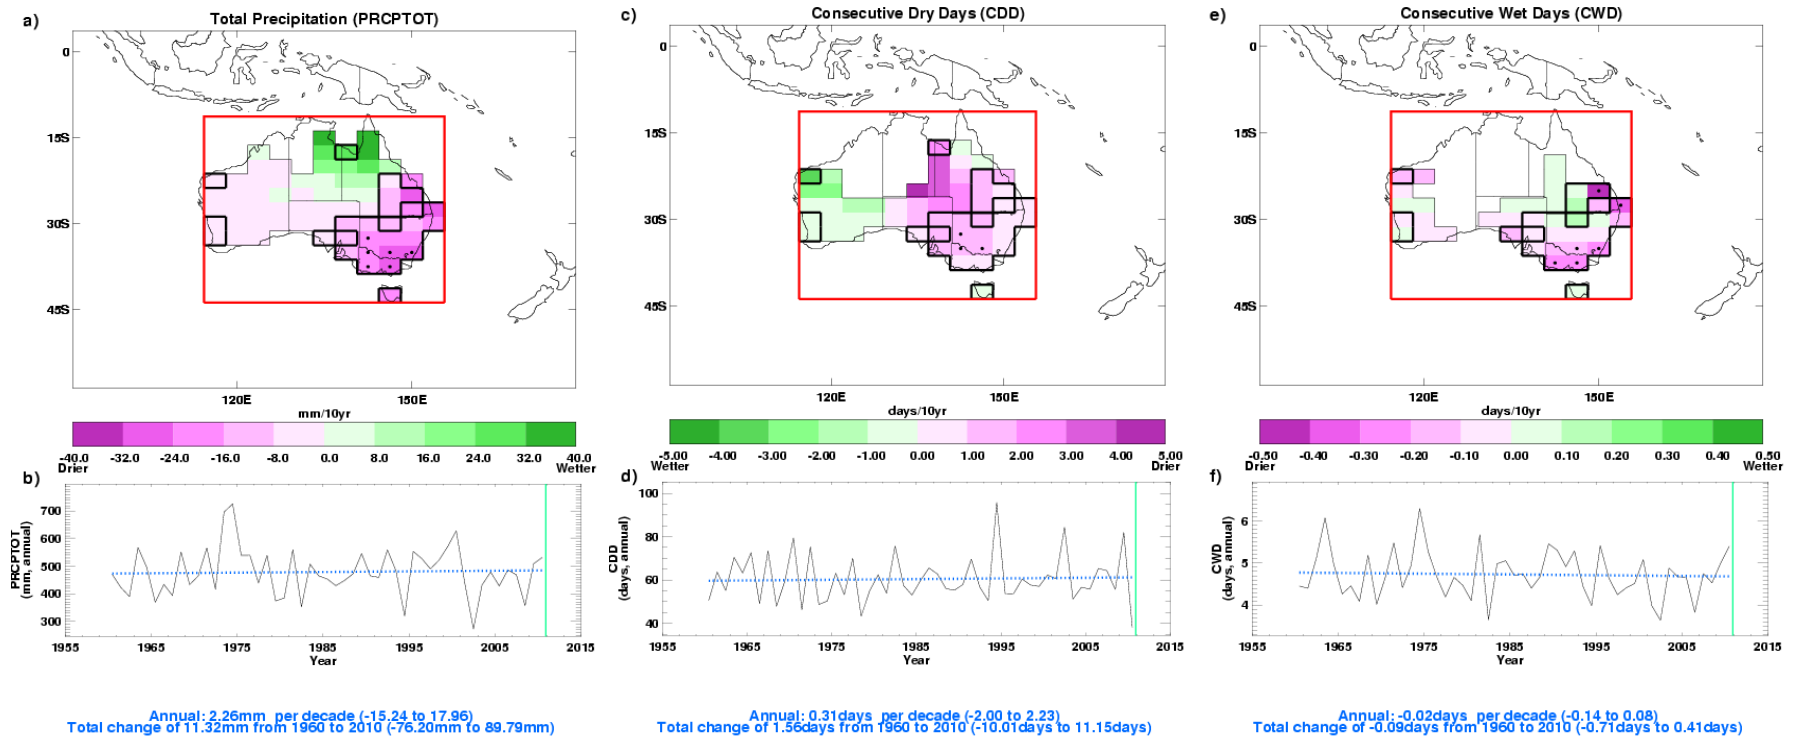 a) Total Precipitation (PRCPTOT)
0
15S
30S
45S
120E 150E
mm/10yr
-40.0 -32.0 -24.0 -16.0 -8.0 0.0 8.0 16.0 24.0 32.0 40.0
Drier Wetter
b)
PRCPTOT
(mm, annual)
700
600
500
400
300
1955 1965 1975 1985 1995 2005 2015
Year
Annual: 2.26mm per decade (-15.24 to 17.96)
Total change of 11.32mm from 1960 to 2010 (-76.20mm to 89.79mm)
c) Consecutive Dry Days (CDD)
0
15S
30S
45S
120E 150E
days/10yr
-5.00 -4.00 -3.00 -2.00 -1.00 0.00 1.00 2.00 3.00 4.00 5.00
Wetter Drier
d)
CDD
(days, annual)
100
80
60
40
1955 1965 1975 1985 1995 2005 2015
Year
Annual: 0.31days per decade (-2.00 to 2.23)
Total change of 1.56days from 1960 to 2010 (-10.01days to 11.15days)
e) Consecutive Wet Days (CWD)
0
15S
30S
45S
120E 150E
days/10yr
-0.50 -0.40 -0.30 -0.20 -0.10 0.00 0.10 0.20 0.30 0.40 0.50
Drier Wetter
f)
CWD
(days, annual)
6
5
4
1955 1965 1975 1985 1995 2005 2015
Year
Annual: -0.02days per decade (-0.14 to 0.08)
Total change of -0.09days from 1960 to 2010 (-0.71days to 0.41days)